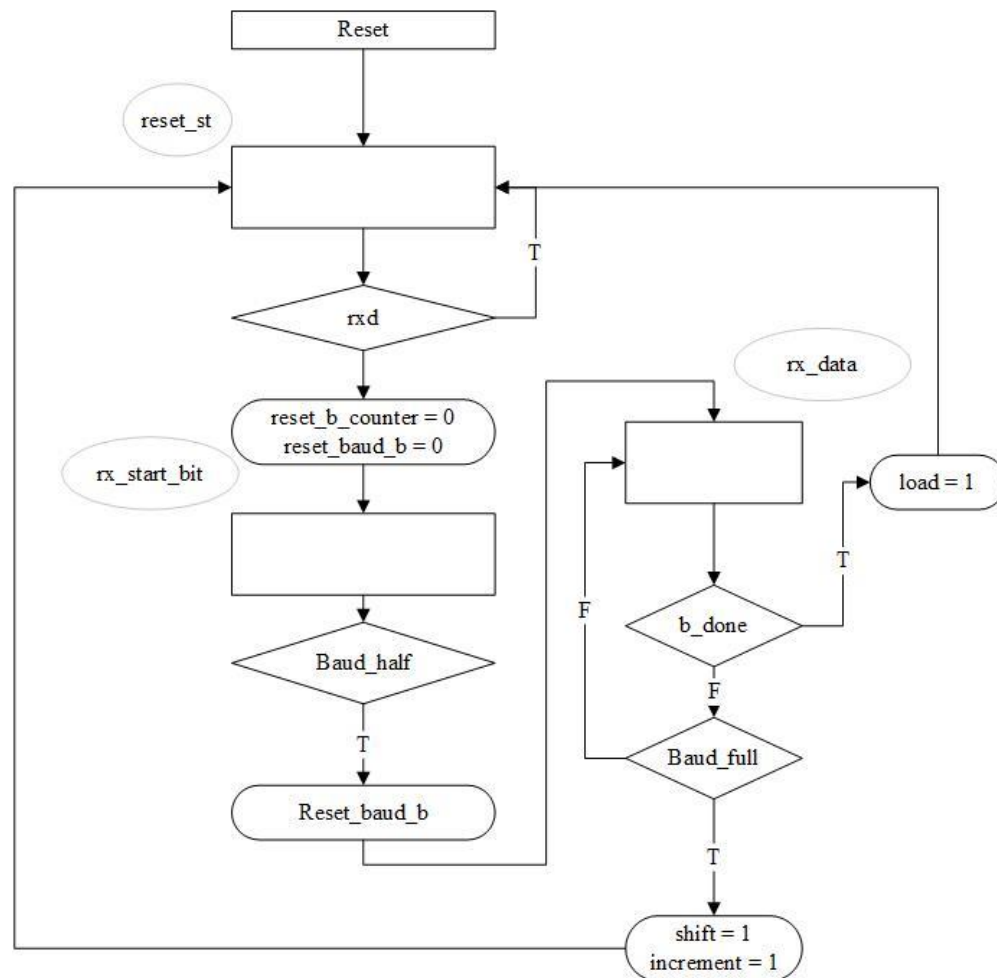 Reset
reset_st
T
rxd
rx_data
reset_b_counter = 0
reset_baud_b = 0
rx_start_bit
load = 1
T
F
b_done
Baud_half
F
T
Baud_full
Reset_baud_b
T
shift = 1
increment = 1